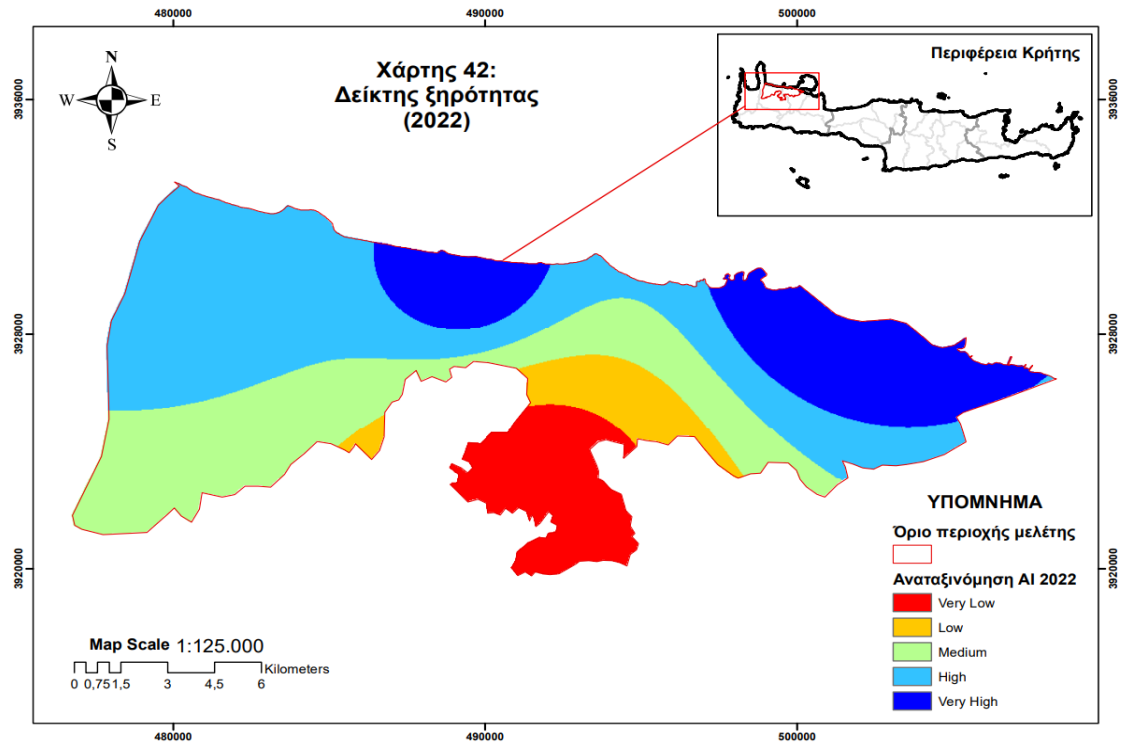 480000
490000
500000
3936000
3936000
N
W
E
S
Χάρτης 42:
Δείκτης ξηρότητας
(2022)
Περιφέρεια Κρήτης
3928000
3928000
3920000
3920000
ΥΠΟΜΝΗΜΑ
Όριο περιοχής μελέτης
Αναταξινόμηση AI 2022
Very Low
Low
Medium
High
Very High
Map Scale 1:125.000
Kilometers
0 0,75 1,5 3 4,5 6
480000
490000
500000